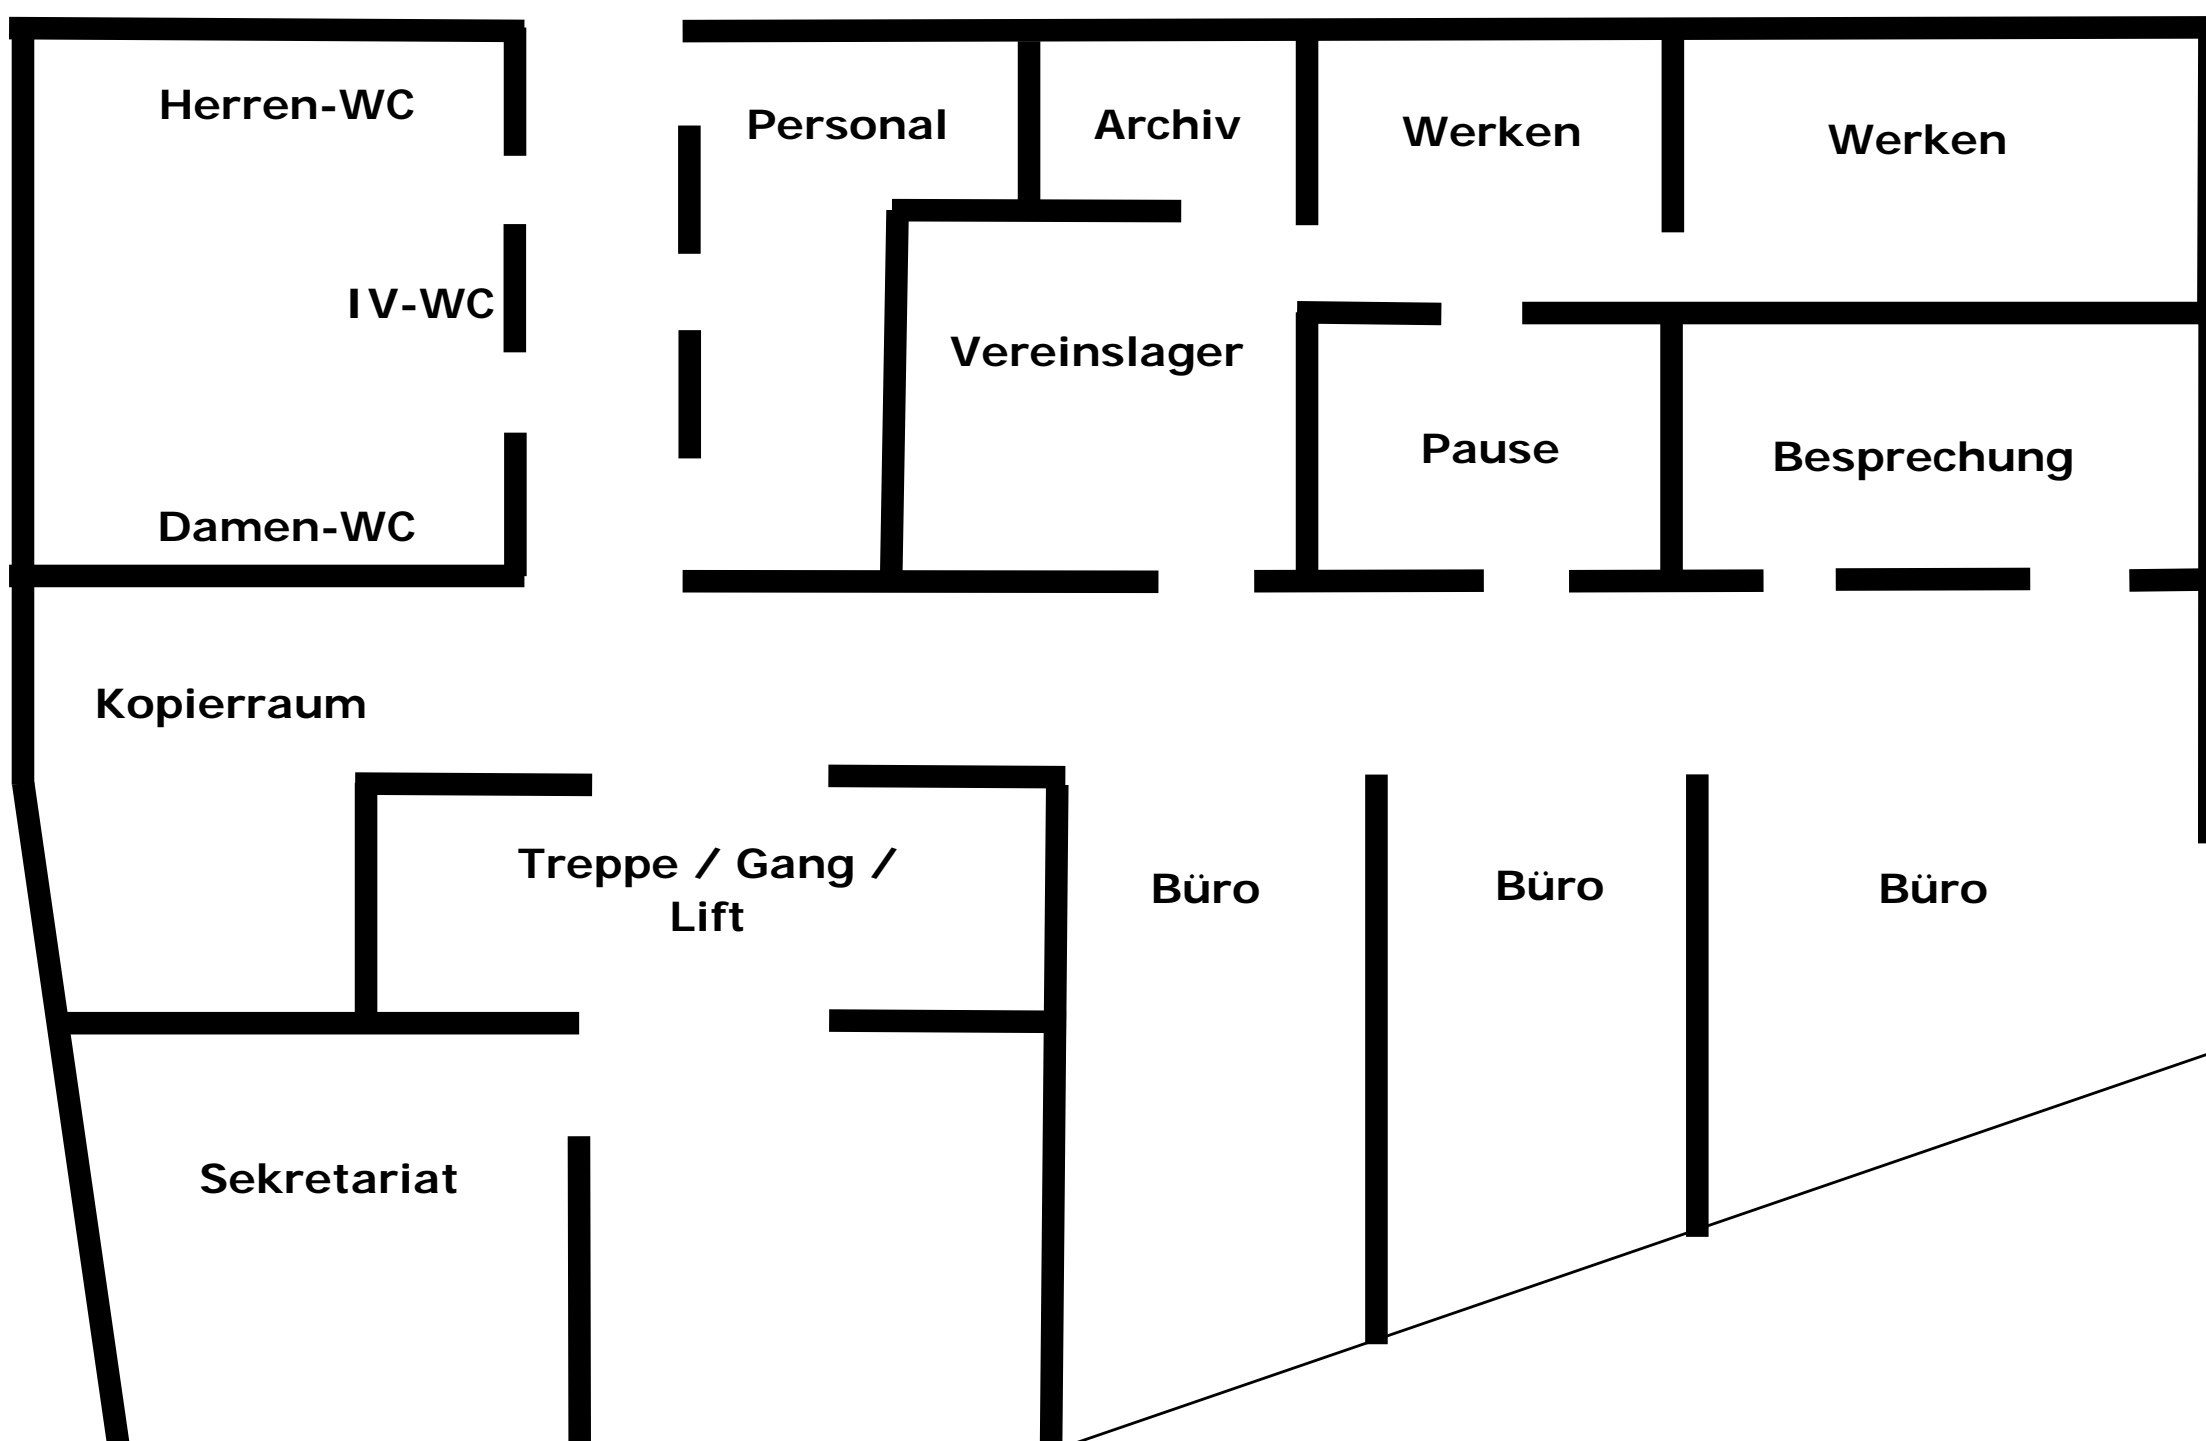 Herren-WC
Personal
Archiv
Werken
Werken
IV-WC
Vereinslager
Pause
Besprechung
Damen-WC
Kopierraum
Treppe / Gang /
Lift
Büro
Büro
Büro
Sekretariat